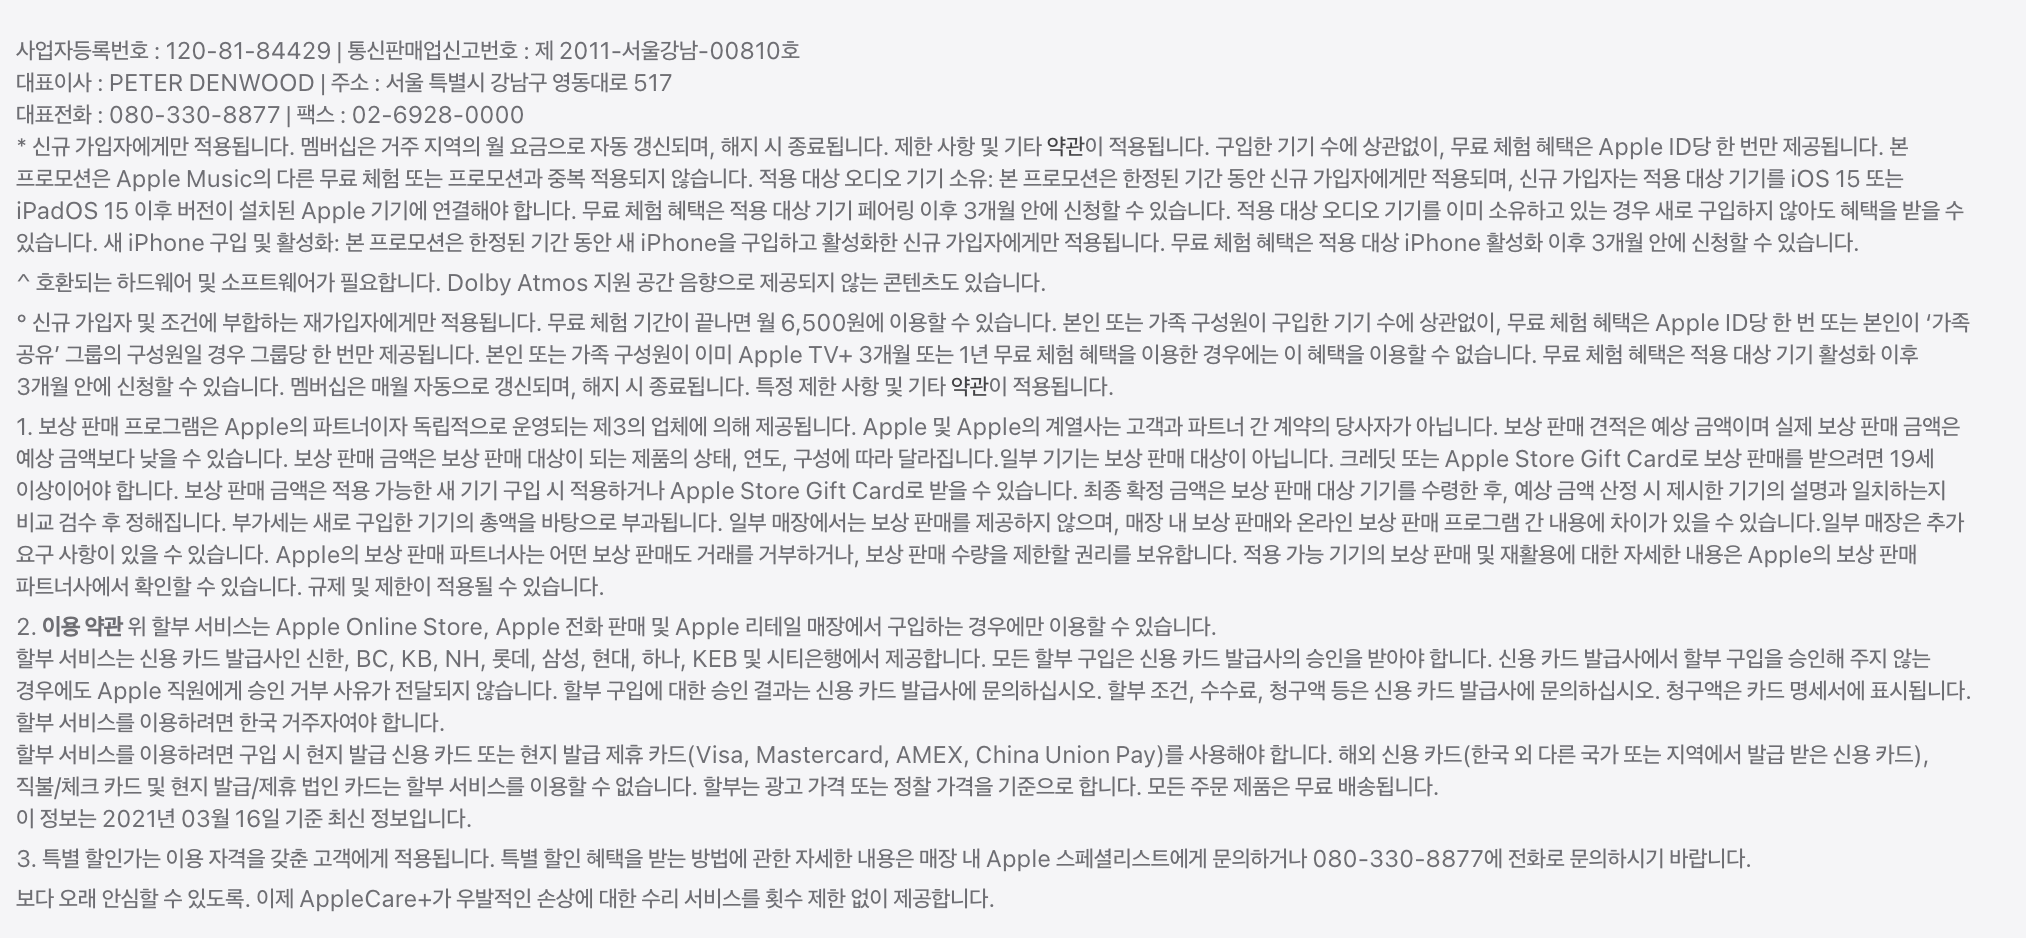 사업자등록번호 : 120-81-84429 | 통신판매업신고번호 : 제 2011-서울강남-00810호
대표이사 : PETER DENWOOD | 주소 : 서울 특별시 강남구 영동대로 517
대표전화 : 080-330-8877 | 팩스 : 02-6928-0000
* 신규 가입자에게만 적용됩니다. 멤버십은 거주 지역의 월 요금으로 자동 갱신되며, 해지 시 종료됩니다. 제한 사항 및 기타 약관이 적용됩니다. 구입한 기기 수에 상관없이, 무료 체험 혜택은 Apple ID당 한 번만 제공됩니다. 본
프로모션은 Apple Music의 다른 무료 체험 또는 프로모션과 중복 적용되지 않습니다. 적용 대상 오디오 기기 소유: 본 프로모션은 한정된 기간 동안 신규 가입자에게만 적용되며, 신규 가입자는 적용 대상 기기를 iOS 15 또는
iPadOS 15 이후 버전이 설치된 Apple 기기에 연결해야 합니다. 무료 체험 혜택은 적용 대상 기기 페어링 이후 3개월 안에 신청할 수 있습니다. 적용 대상 오디오 기기를 이미 소유하고 있는 경우 새로 구입하지 않아도 혜택을 받을 수
있습니다. 새 iPhone 구입 및 활성화: 본 프로모션은 한정된 기간 동안 새 iPhone을 구입하고 활성화한 신규 가입자에게만 적용됩니다. 무료 체험 혜택은 적용 대상 iPhone 활성화 이후 3개월 안에 신청할 수 있습니다.
^ 호환되는 하드웨어 및 소프트웨어가 필요합니다. Dolby Atmos 지원 공간 음향으로 제공되지 않는 콘텐츠도 있습니다.
° 신규 가입자 및 조건에 부합하는 재가입자에게만 적용됩니다. 무료 체험 기간이 끝나면 월 6,500원에 이용할 수 있습니다. 본인 또는 가족 구성원이 구입한 기기 수에 상관없이, 무료 체험 혜택은 Apple ID당 한 번 또는 본인이 ‘가족
공유’ 그룹의 구성원일 경우 그룹당 한 번만 제공됩니다. 본인 또는 가족 구성원이 이미 Apple TV+ 3개월 또는 1년 무료 체험 혜택을 이용한 경우에는 이 혜택을 이용할 수 없습니다. 무료 체험 혜택은 적용 대상 기기 활성화 이후
3개월 안에 신청할 수 있습니다. 멤버십은 매월 자동으로 갱신되며, 해지 시 종료됩니다. 특정 제한 사항 및 기타 약관이 적용됩니다.
1. 보상 판매 프로그램은 Apple의 파트너이자 독립적으로 운영되는 제3의 업체에 의해 제공됩니다. Apple 및 Apple의 계열사는 고객과 파트너 간 계약의 당사자가 아닙니다. 보상 판매 견적은 예상 금액이며 실제 보상 판매 금액은
예상 금액보다 낮을 수 있습니다. 보상 판매 금액은 보상 판매 대상이 되는 제품의 상태, 연도, 구성에 따라 달라집니다.일부 기기는 보상 판매 대상이 아닙니다. 크레딧 또는 Apple Store Gift Card로 보상 판매를 받으려면 19세
이상이어야 합니다. 보상 판매 금액은 적용 가능한 새 기기 구입 시 적용하거나 Apple Store Gift Card로 받을 수 있습니다. 최종 확정 금액은 보상 판매 대상 기기를 수령한 후, 예상 금액 산정 시 제시한 기기의 설명과 일치하는지
비교 검수 후 정해집니다. 부가세는 새로 구입한 기기의 총액을 바탕으로 부과됩니다. 일부 매장에서는 보상 판매를 제공하지 않으며, 매장 내 보상 판매와 온라인 보상 판매 프로그램 간 내용에 차이가 있을 수 있습니다.일부 매장은 추가
요구 사항이 있을 수 있습니다. Apple의 보상 판매 파트너사는 어떤 보상 판매도 거래를 거부하거나, 보상 판매 수량을 제한할 권리를 보유합니다. 적용 가능 기기의 보상 판매 및 재활용에 대한 자세한 내용은 Apple의 보상 판매
파트너사에서 확인할 수 있습니다. 규제 및 제한이 적용될 수 있습니다.
2. 이용 약관 위 할부 서비스는 Apple Online Store, Apple 전화 판매 및 Apple 리테일 매장에서 구입하는 경우에만 이용할 수 있습니다.
할부 서비스는 신용 카드 발급사인 신한, BC, KB, NH, 롯데, 삼성, 현대, 하나, KEB 및 시티은행에서 제공합니다. 모든 할부 구입은 신용 카드 발급사의 승인을 받아야 합니다. 신용 카드 발급사에서 할부 구입을 승인해 주지 않는
경우에도 Apple 직원에게 승인 거부 사유가 전달되지 않습니다. 할부 구입에 대한 승인 결과는 신용 카드 발급사에 문의하십시오. 할부 조건, 수수료, 청구액 등은 신용 카드 발급사에 문의하십시오. 청구액은 카드 명세서에 표시됩니다.
할부 서비스를 이용하려면 한국 거주자여야 합니다.
할부 서비스를 이용하려면 구입 시 현지 발급 신용 카드 또는 현지 발급 제휴 카드(Visa, Mastercard, AMEX, China Union Pay)를 사용해야 합니다. 해외 신용 카드(한국 외 다른 국가 또는 지역에서 발급 받은 신용 카드),
직불/체크 카드 및 현지 발급/제휴 법인 카드는 할부 서비스를 이용할 수 없습니다. 할부는 광고 가격 또는 정찰 가격을 기준으로 합니다. 모든 주문 제품은 무료 배송됩니다.
이 정보는 2021년 03월 16일 기준 최신 정보입니다.
3. 특별 할인가는 이용 자격을 갖춘 고객에게 적용됩니다. 특별 할인 혜택을 받는 방법에 관한 자세한 내용은 매장 내 Apple 스페셜리스트에게 문의하거나 080-330-8877에 전화로 문의하시기 바랍니다.
보다 오래 안심할 수 있도록. 이제 AppleCare+가 우발적인 손상에 대한 수리 서비스를 횟수 제한 없이 제공합니다.